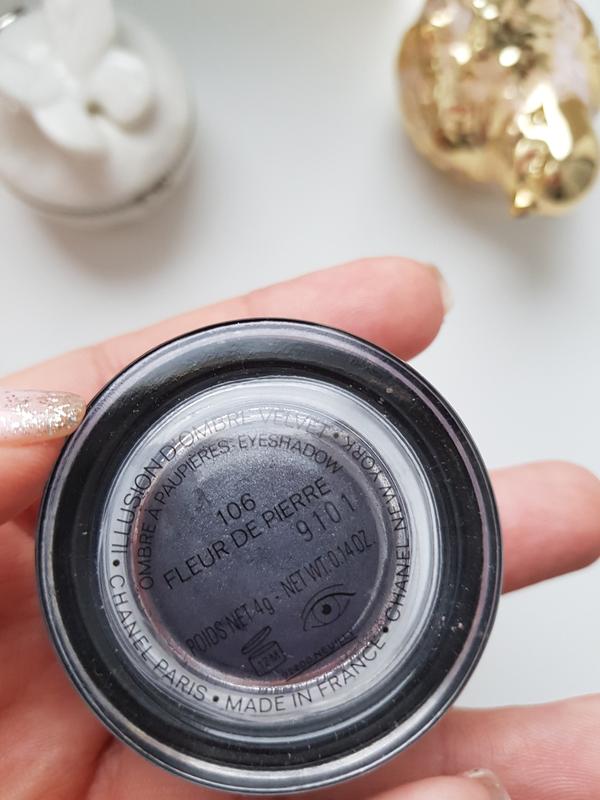 • ILLUSION D'OMBRE VELVET •
CHANEL NEW YORK
• CHANEL PARIS • MADE IN FRANCE •
OMBRE À PAUPIÈRES-EYESHADOW
106
FLEUR DE PIERRE
9101
POIDS NET 4g - NET WT. 0.14 OZ.
12M